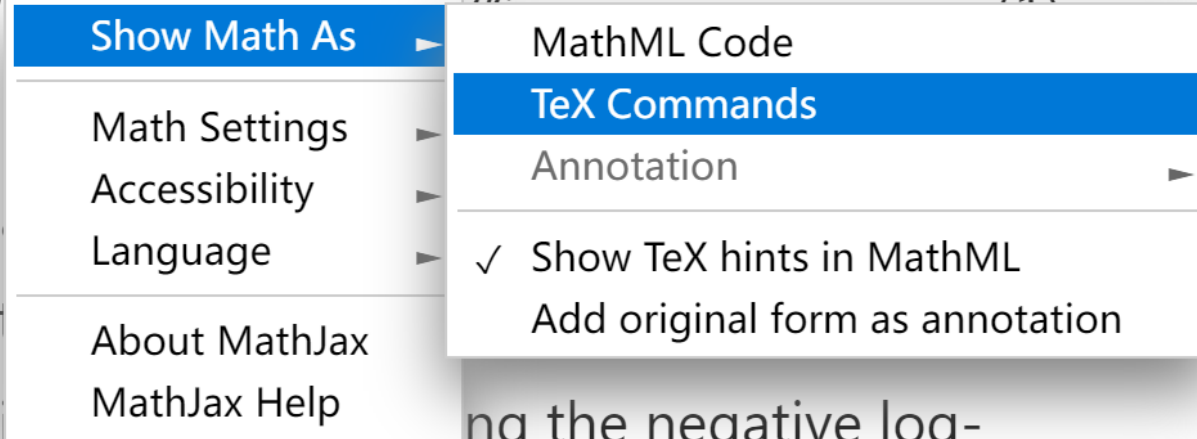 Show Math As
Math Settings
Accessibility
Language
About MathJax
MathJax Help
MathML Code
TeX Commands
Annotation
Show TeX hints in MathML
Add original form as annotation
the negative log-